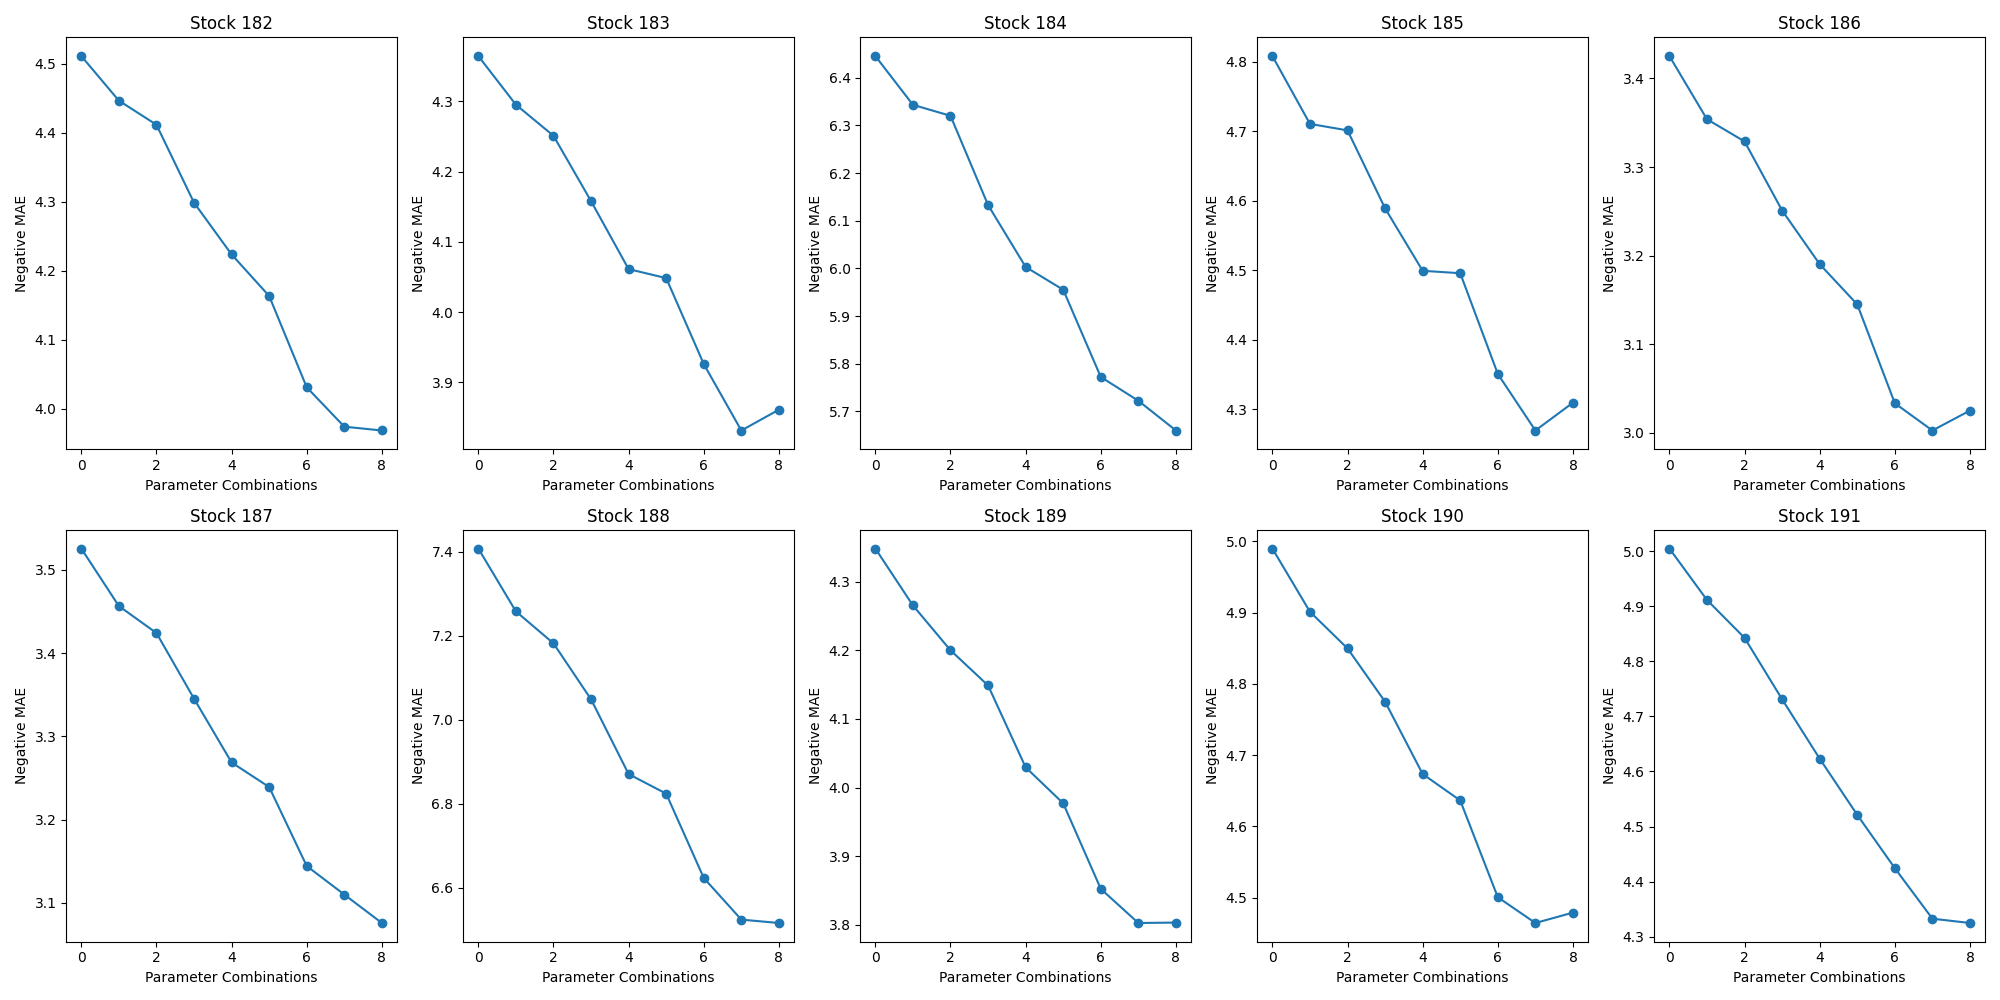 Stock 182
Negative MAE
4.5
4.4
4.3
4.2
4.1
4.0
0 2 4 6 8
Parameter Combinations
Stock 183
Negative MAE
4.3
4.2
4.1
4.0
3.9
0 2 4 6 8
Parameter Combinations
Stock 184
Negative MAE
6.4
6.3
6.2
6.1
6.0
5.9
5.8
5.7
0 2 4 6 8
Parameter Combinations
Stock 185
Negative MAE
4.8
4.7
4.6
4.5
4.4
4.3
0 2 4 6 8
Parameter Combinations
Stock 186
Negative MAE
3.4
3.3
3.2
3.1
3.0
0 2 4 6 8
Parameter Combinations
Stock 187
Negative MAE
3.5
3.4
3.3
3.2
3.1
0 2 4 6 8
Parameter Combinations
Stock 188
Negative MAE
7.4
7.2
7.0
6.8
6.6
0 2 4 6 8
Parameter Combinations
Stock 189
Negative MAE
4.3
4.2
4.1
4.0
3.9
3.8
0 2 4 6 8
Parameter Combinations
Stock 190
Negative MAE
5.0
4.9
4.8
4.7
4.6
4.5
0 2 4 6 8
Parameter Combinations
Stock 191
Negative MAE
5.0
4.9
4.8
4.7
4.6
4.5
4.4
4.3
0 2 4 6 8
Parameter Combinations